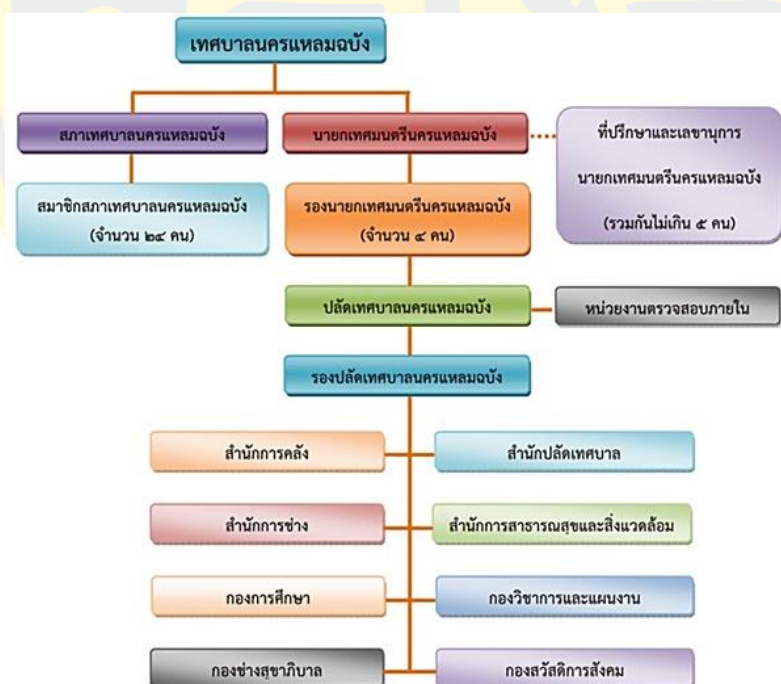 เทศบาลนครแหลมฉบัง
สภาเทศบาลนครแหลมฉบัง
นายกเทศมนตรีนครแหลมฉบัง
ที่ปรึกษาและเลขานุการ
นายกเทศมนตรีนครแหลมฉบัง
(รวมกันไม่เกิน ๕ คน)
สมาชิกสภาเทศบาลนครแหลมฉบัง
(จำนวน ๒๔ คน)
รองนายกเทศมนตรีนครแหลมฉบัง
(จำนวน ๔ คน)
ปลัดเทศบาลนครแหลมฉบัง
หน่วยงานตรวจสอบภายใน
รองปลัดเทศบาลนครแหลมฉบัง
สำนักการคลัง
สำนักปลัดเทศบาล
สำนักการช่าง
สำนักการสาธารณสุขและสิ่งแวดล้อม
กองการศึกษา
กองวิชาการและแผนงาน
กองช่างสุขาภิบาล
กองสวัสดิการสังคม